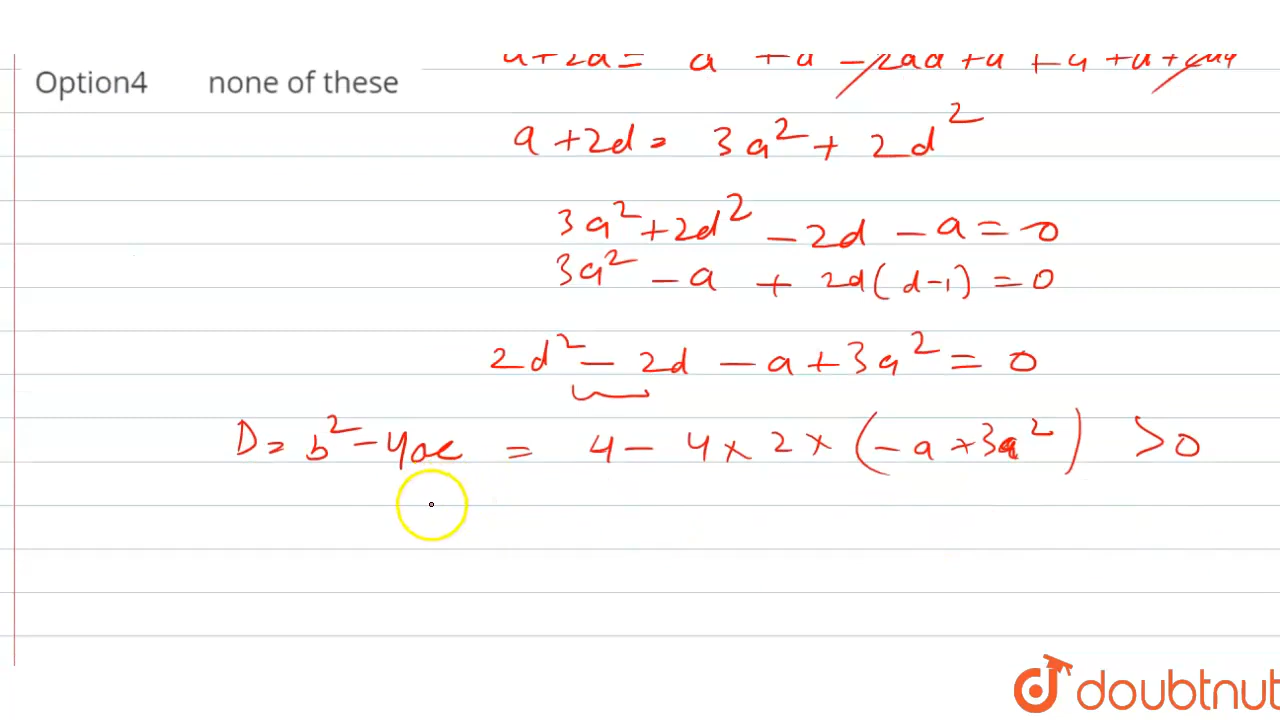 Option4 none of these
a + 2d = 3a² + 2d²
3a² + 2d² - 2d - a = 0
3a² - a + 2d(d-1) = 0
2d² - 2d - a + 3a² = 0
D = b² - 4ac = 4 - 4 × 2 × (-a + 3a²) > 0
doubtnut